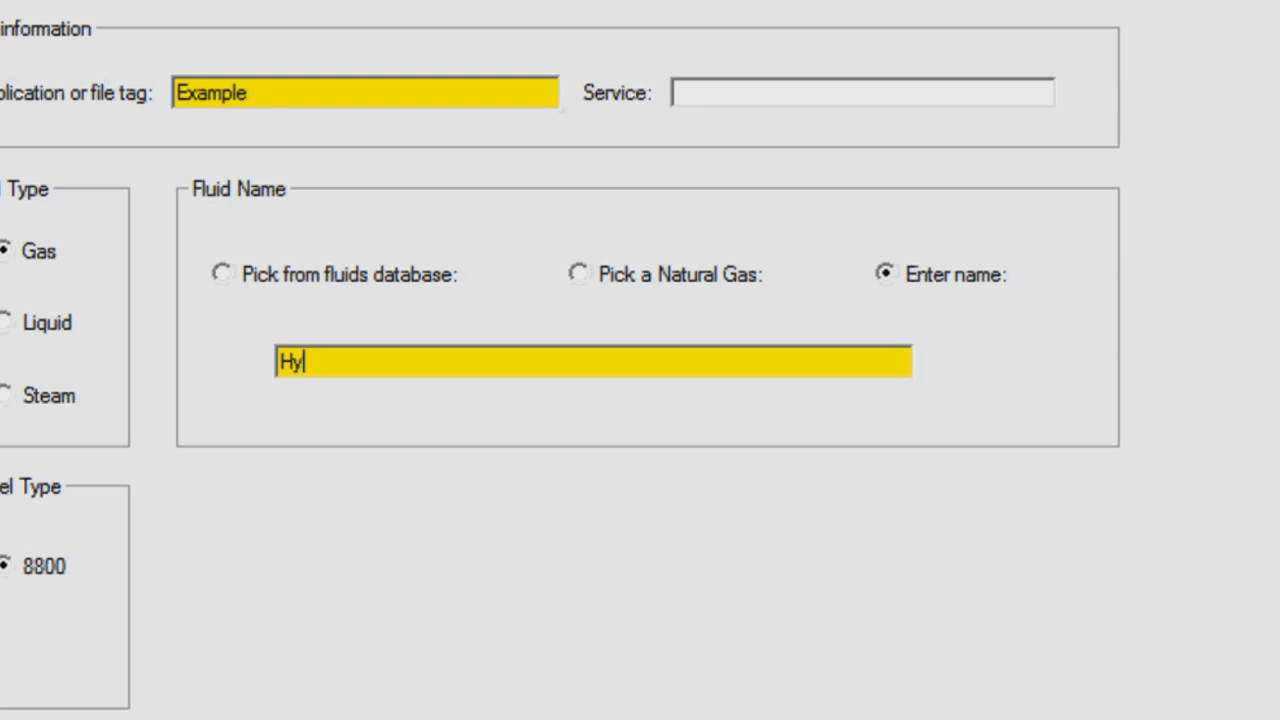 information
plication or file tag: Example Service:
Type Fluid Name
Gas
Pick from fluids database: Pick a Natural Gas: Enter name:
Liquid
Hy
Steam
el Type
8800